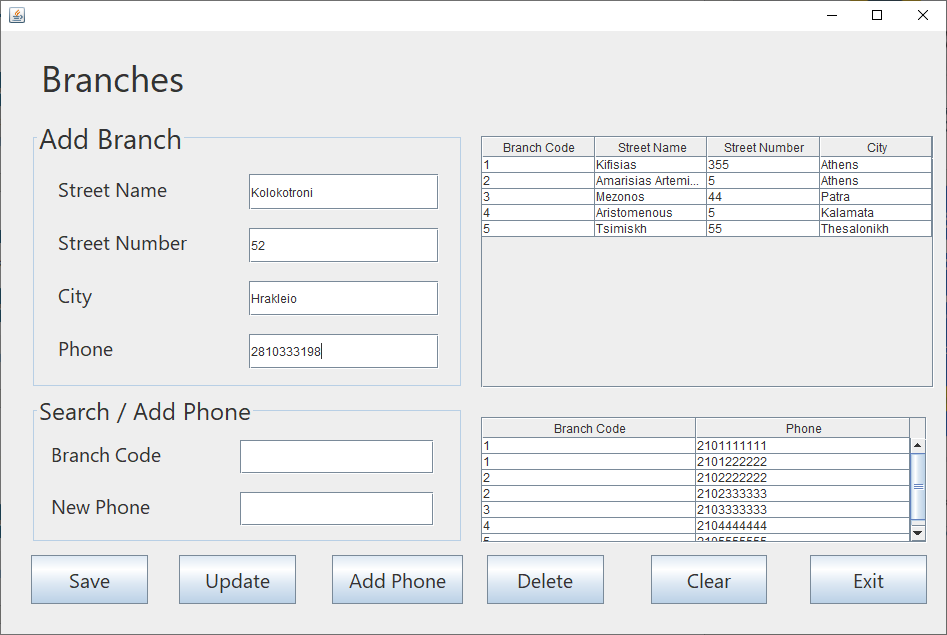 Branches
Add Branch
Street Name Kolokotroni
Street Number 52
City Hrakleio
Phone 2810333198
Branch Code Street Name Street Number City
1 Kifisias 355 Athens
2 Amarisias Artemi... 5 Athens
3 Mezonos 44 Patra
4 Aristomenous 5 Kalamata
5 Tsimiskh 55 Thesalonikh
Search / Add Phone
Branch Code
New Phone
Branch Code Phone
1 2101111111
1 2101222222
2 2102222222
2 2102333333
3 2103333333
4 2104444444
5 2105555555
Save Update Add Phone Delete Clear Exit